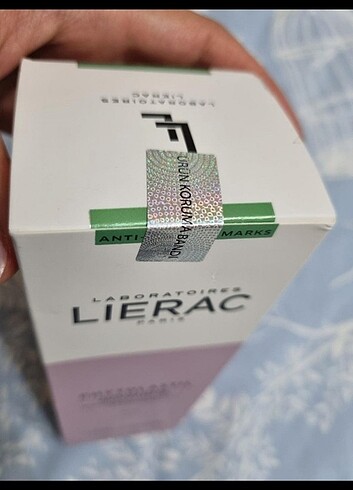 LABORATOIRES
LIERAC
ÜRÜN KORUMA BANDI
ANTI- MARKS
LABORATOIRES
LIERAC
PARIS